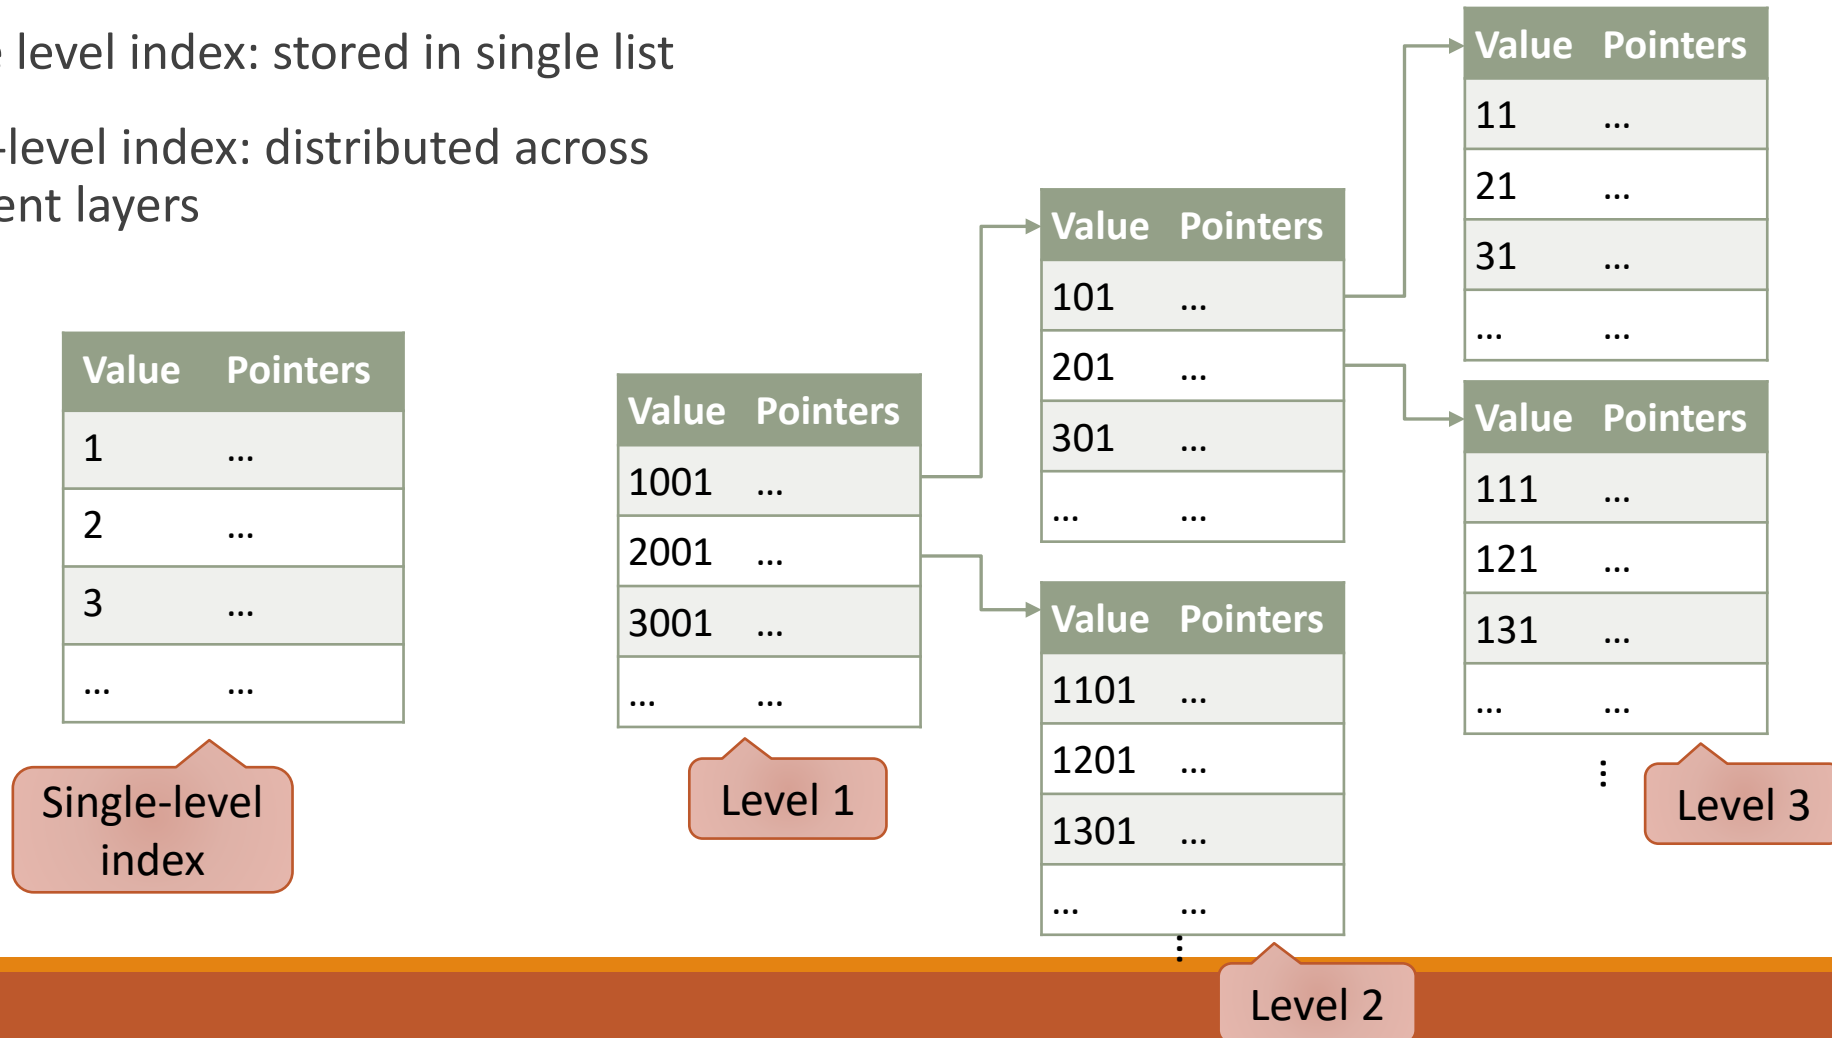 level index: stored in single list
-level index: distributed across
ent layers
Value Pointers
1 ...
2 ...
3 ...
... ...
Single-level
index
Value Pointers
1001 ...
2001 ...
3001 ...
... ...
Level 1
Value Pointers
101 ...
201 ...
301 ...
... ...
Value Pointers
1101 ...
1201 ...
1301 ...
... ...
...
Level 2
Value Pointers
11 ...
21 ...
31 ...
... ...
Value Pointers
111 ...
121 ...
131 ...
... ...
...
Level 3